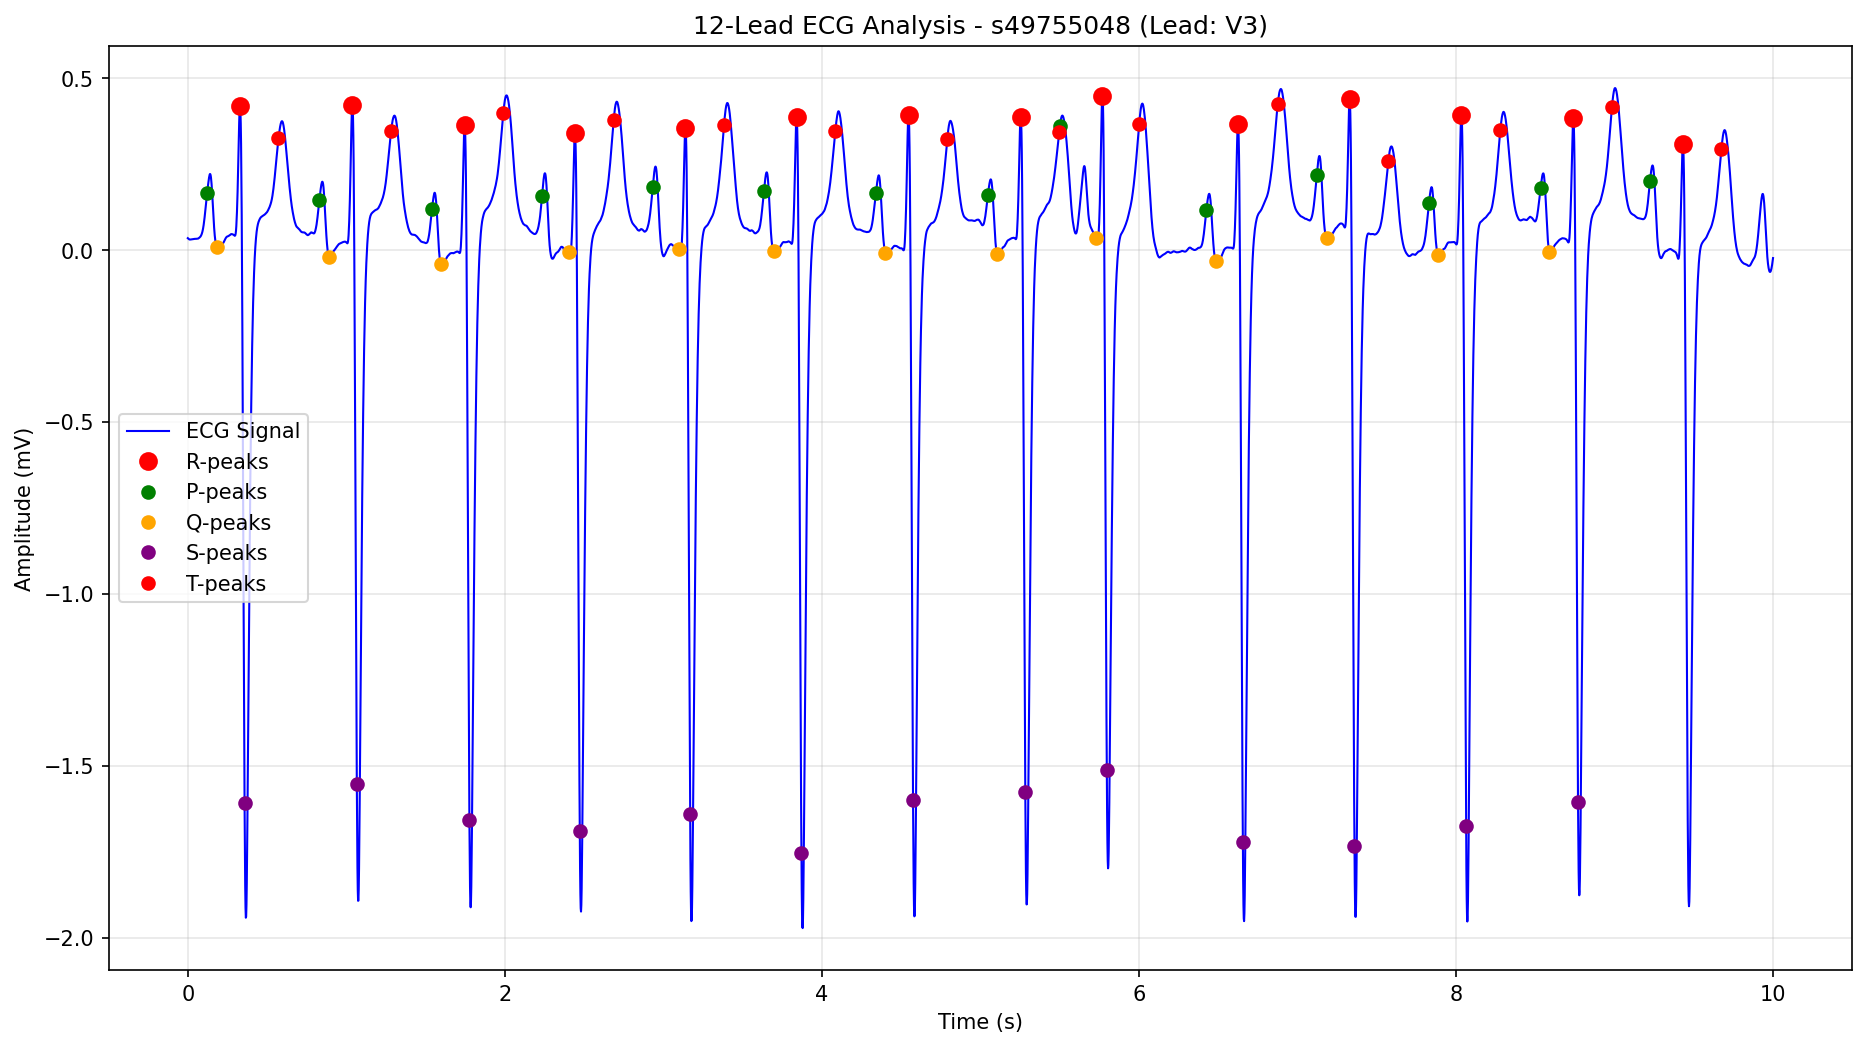 12-Lead ECG Analysis - s49755048 (Lead: V3)
Amplitude (mV)
0.5
0.0
−0.5
−1.0
−1.5
−2.0
ECG Signal
R-peaks
P-peaks
Q-peaks
S-peaks
T-peaks
0 2 4 6 8 10
Time (s)